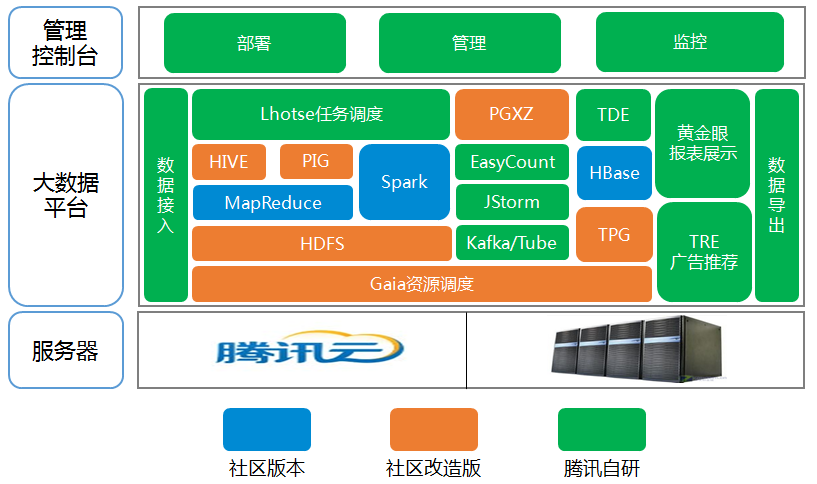 管理
控制台
部署
管理
监控
大数据
平台
数
据
接
入
Lhotse任务调度
PGXZ
TDE
黄金眼
报表展示
数
据
导
出
HIVE
PIG
Spark
EasyCount
HBase
MapReduce
JStorm
HDFS
Kafka/Tube
TPG
TRE
广告推荐
Gaia资源调度
服务器
腾讯云
社区版本
社区改造版
腾讯自研